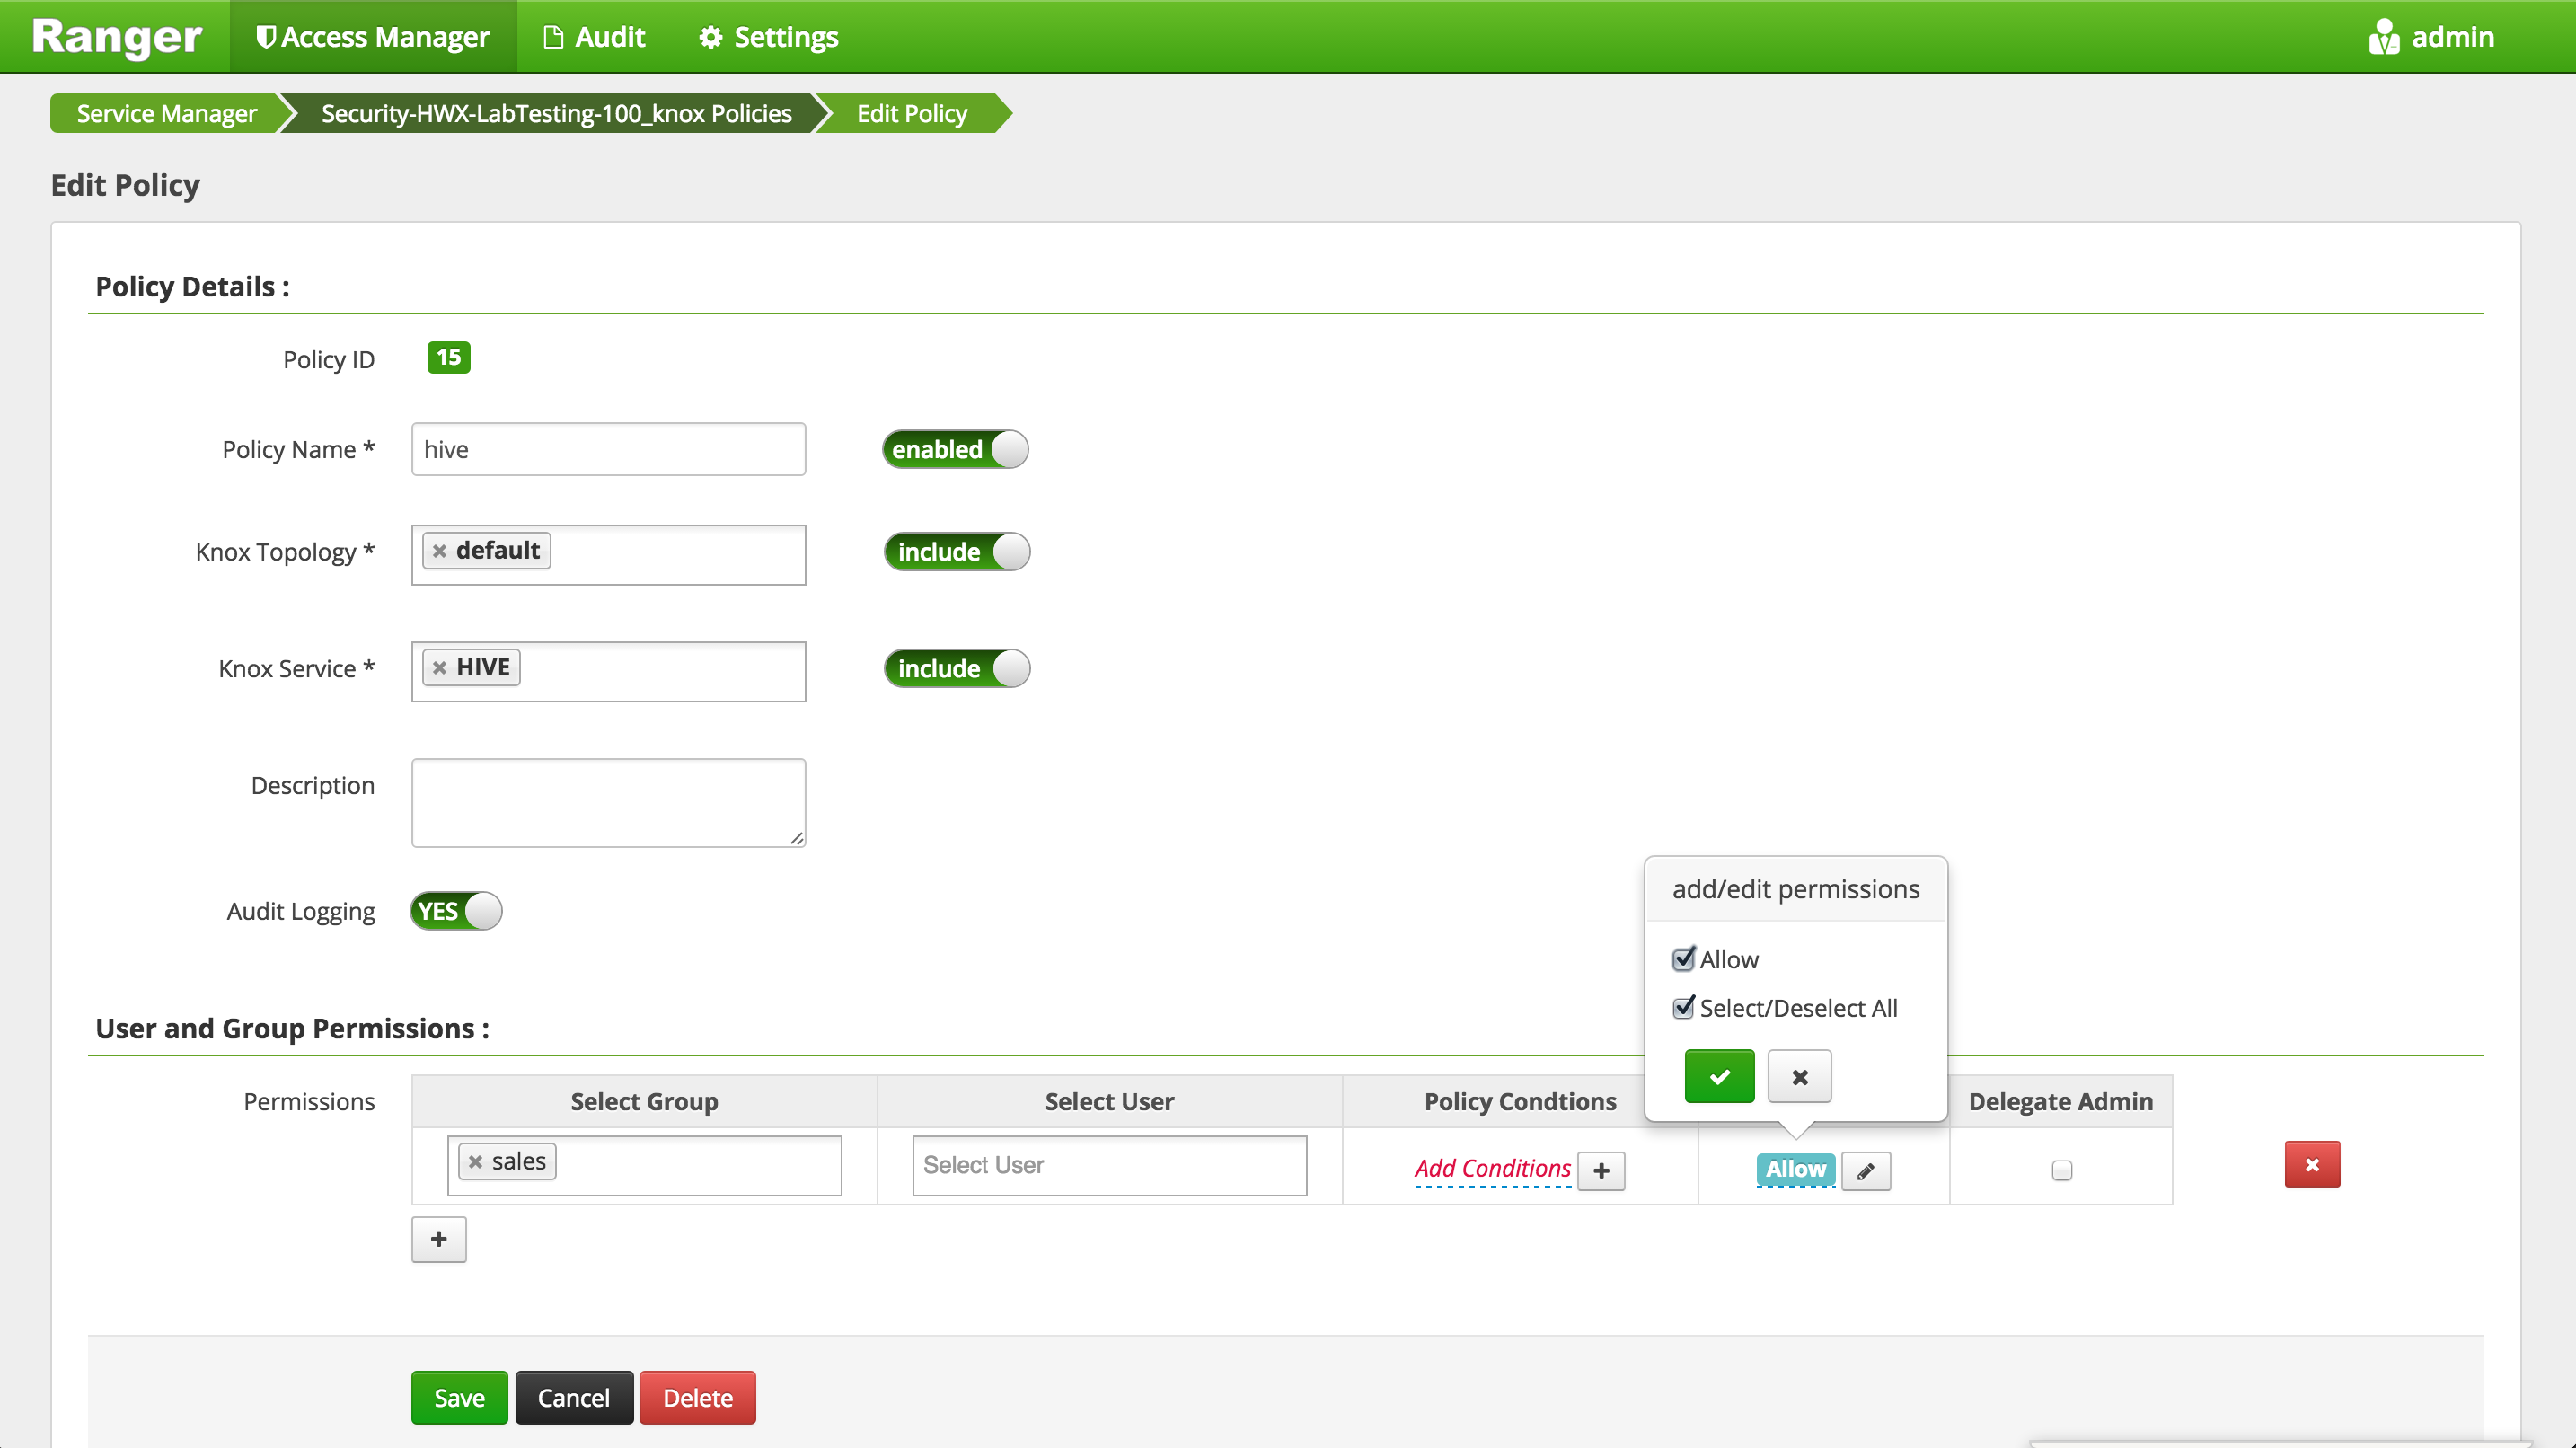 Ranger Access Manager Audit Settings admin
Service Manager Security-HWX-LabTesting-100_knox Policies Edit Policy
Edit Policy
Policy Details :
Policy ID 15
Policy Name * hive enabled
Knox Topology * default include
Knox Service * HIVE include
Description
Audit Logging YES
add/edit permissions
Allow
Select/Deselect All
User and Group Permissions :
Permissions Select Group Select User Policy Condtions Delegate Admin
sales Select User Add Conditions Allow
Save Cancel Delete